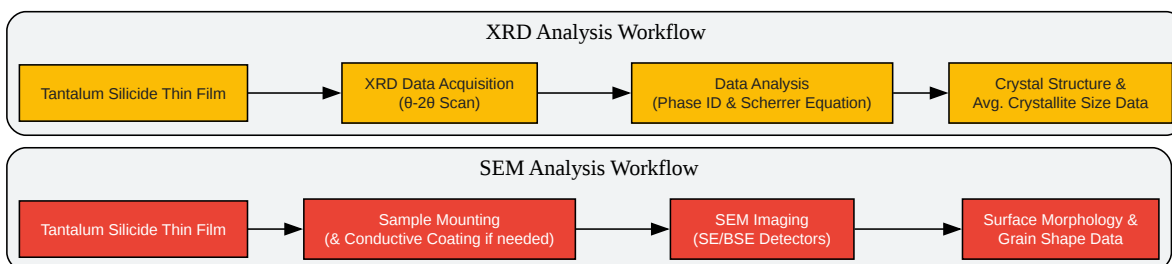 XRD Analysis Workflow
Tantalum Silicide Thin Film
XRD Data Acquisition
(θ-2θ Scan)
Data Analysis
(Phase ID & Scherrer Equation)
Crystal Structure &
Avg. Crystallite Size Data
SEM Analysis Workflow
Tantalum Silicide Thin Film
Sample Mounting
(& Conductive Coating if needed)
SEM Imaging
(SE/BSE Detectors)
Surface Morphology &
Grain Shape Data